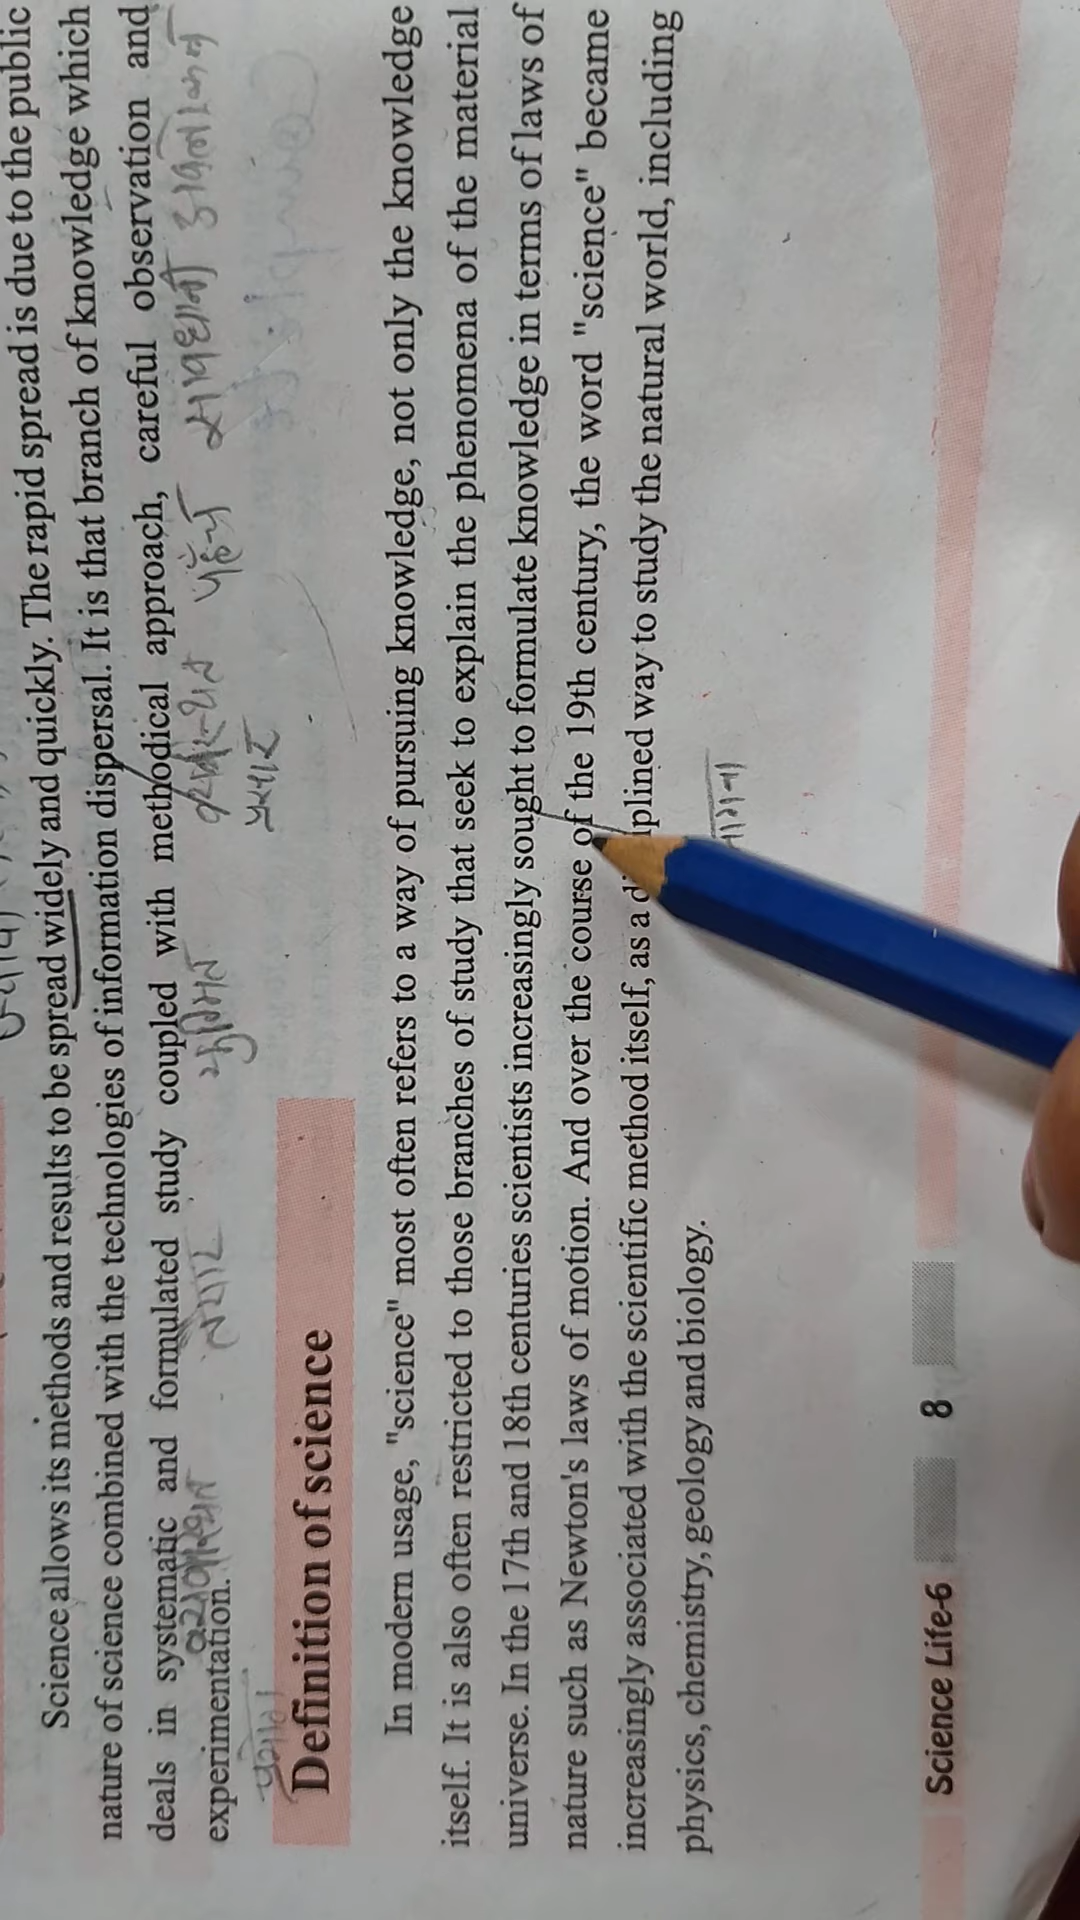 Science allows its methods and results to be spread widely and quickly. The rapid spread is due to the public
nature of science combined with the technologies of information dispersal. It is that branch of knowledge which
deals in systematic and formulated study coupled with methodical approach, careful observation and
तैयार सावधानी
experimentation.
प्रसार
Definition of science
In modern usage, "science" most often refers to a way of pursuing knowledge, not only the knowledge
itself. It is also often restricted to those branches of study that seek to explain the phenomena of the material
universe. In the 17th and 18th centuries scientists increasingly sought to formulate knowledge in terms of laws of
nature such as Newton's laws of motion. And over the course of the 19th century, the word "science" became
increasingly associated with the scientific method itself, as a way to study the natural world, including
physics, chemistry, geology and biology.
Science Life-6 8